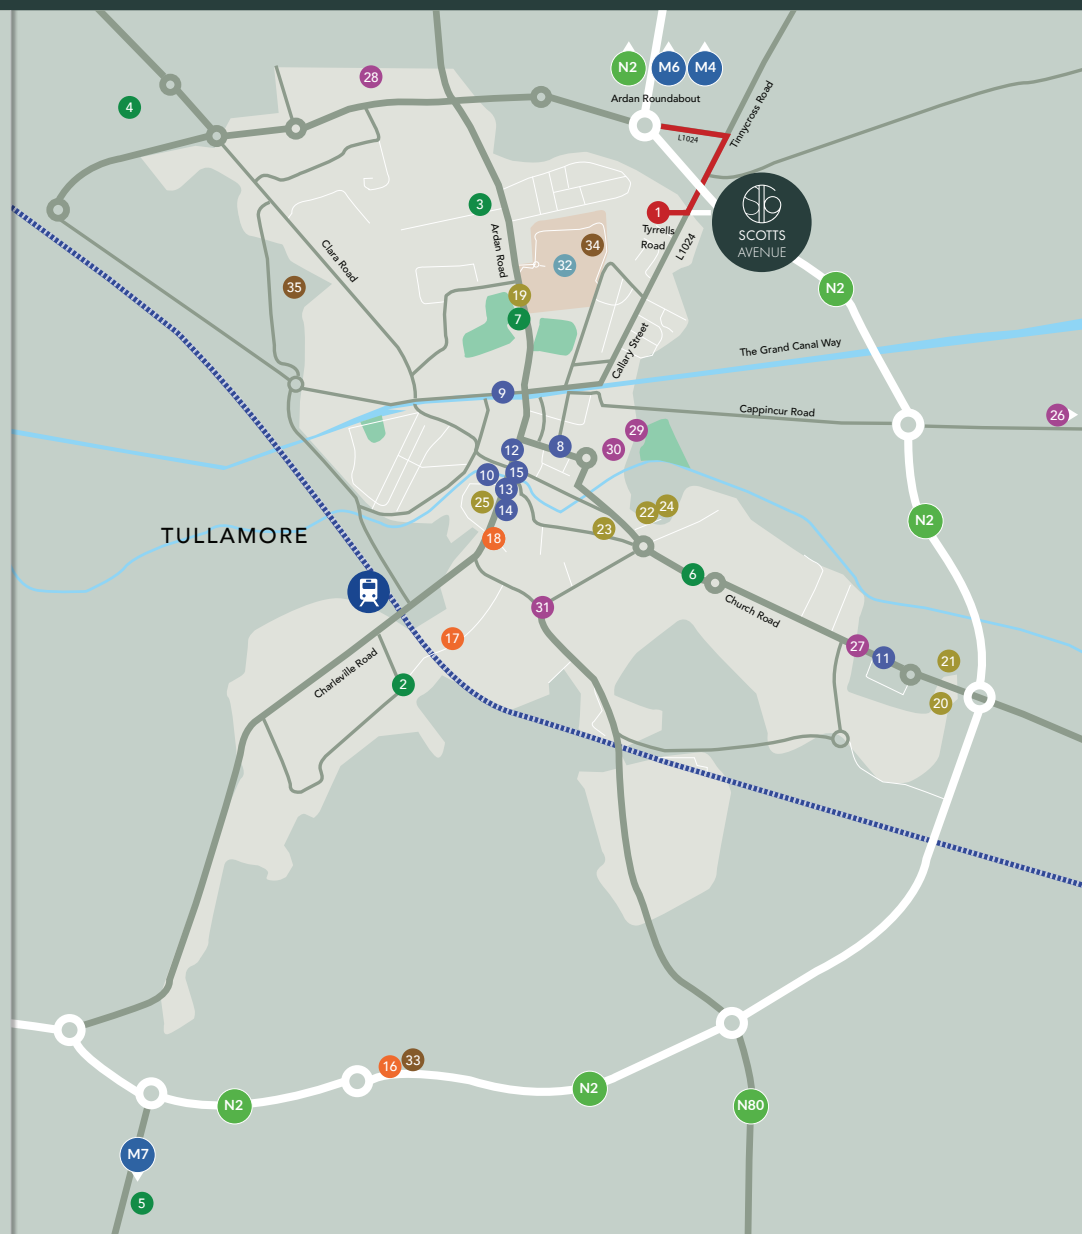 N2
M6
M4
28
Ardan Roundabout
4
L1024
Tinnycross Road
3
1
Tyrrells
Road
L1024
SCOTTS
AVENUE
Ardan Road
34
32
Clara Road
35
19
7
N2
Callary Street
The Grand Canal Way
9
Cappincur Road
26
29
8
30
12
15
10
13
25
14
22
24
23
N2
TULLAMORE
18
6
31
Church Road
17
27
11
21
Charleville Road
2
20
16
33
N2
N2
N80
M7
5